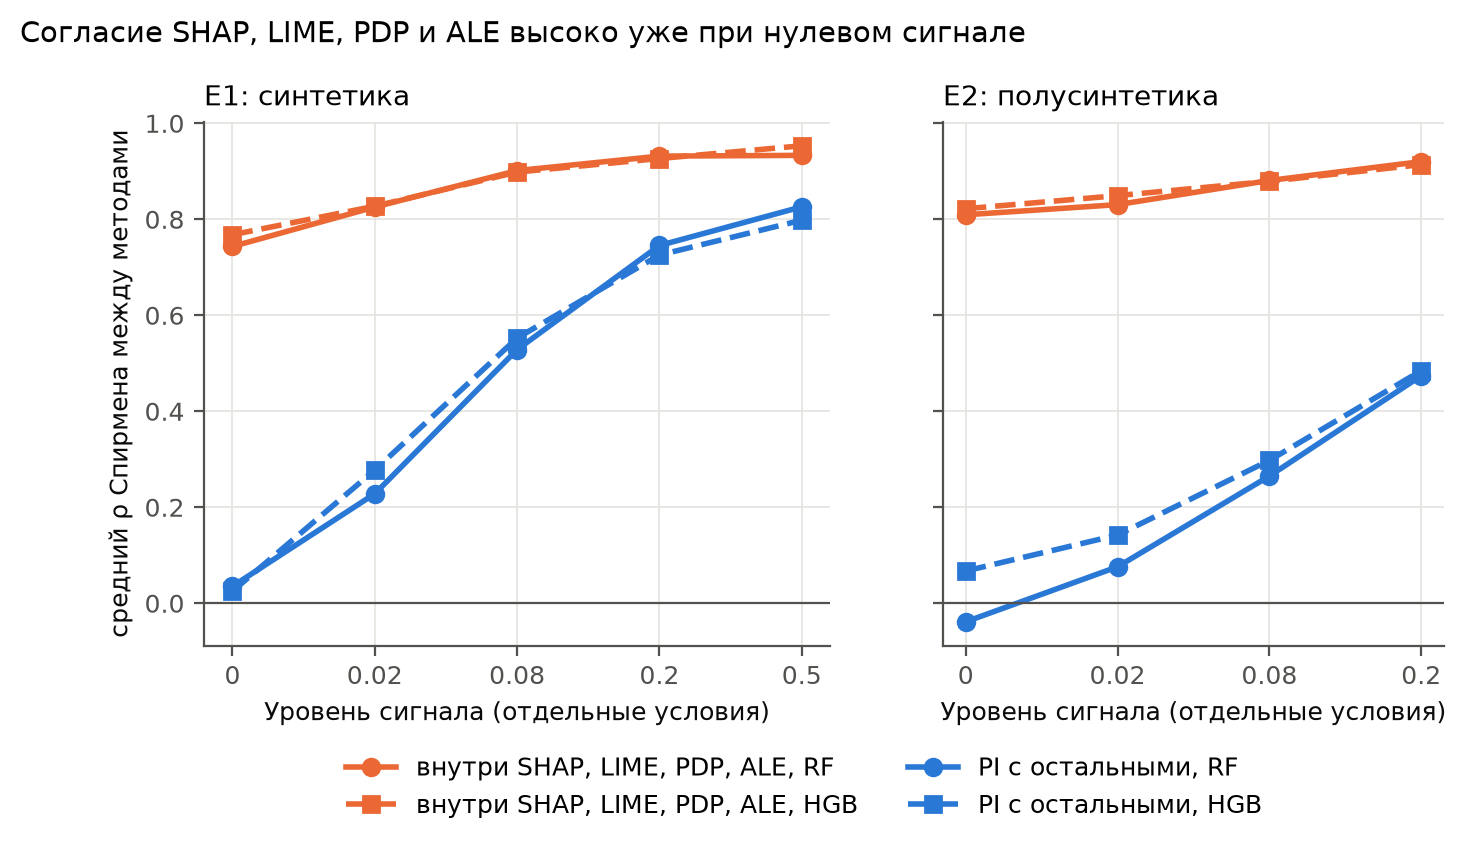 Согласие SHAP, LIME, PDP и ALE высоко уже при нулевом сигнале
E1: синтетика
E2: полусинтетика
средний ρ Спирмена между методами
1.0
0.8
0.6
0.4
0.2
0.0
0 0.02 0.08 0.2 0.5
0 0.02 0.08 0.2
Уровень сигнала (отдельные условия)
Уровень сигнала (отдельные условия)
внутри SHAP, LIME, PDP, ALE, RF
внутри SHAP, LIME, PDP, ALE, HGB
PI с остальными, RF
PI с остальными, HGB